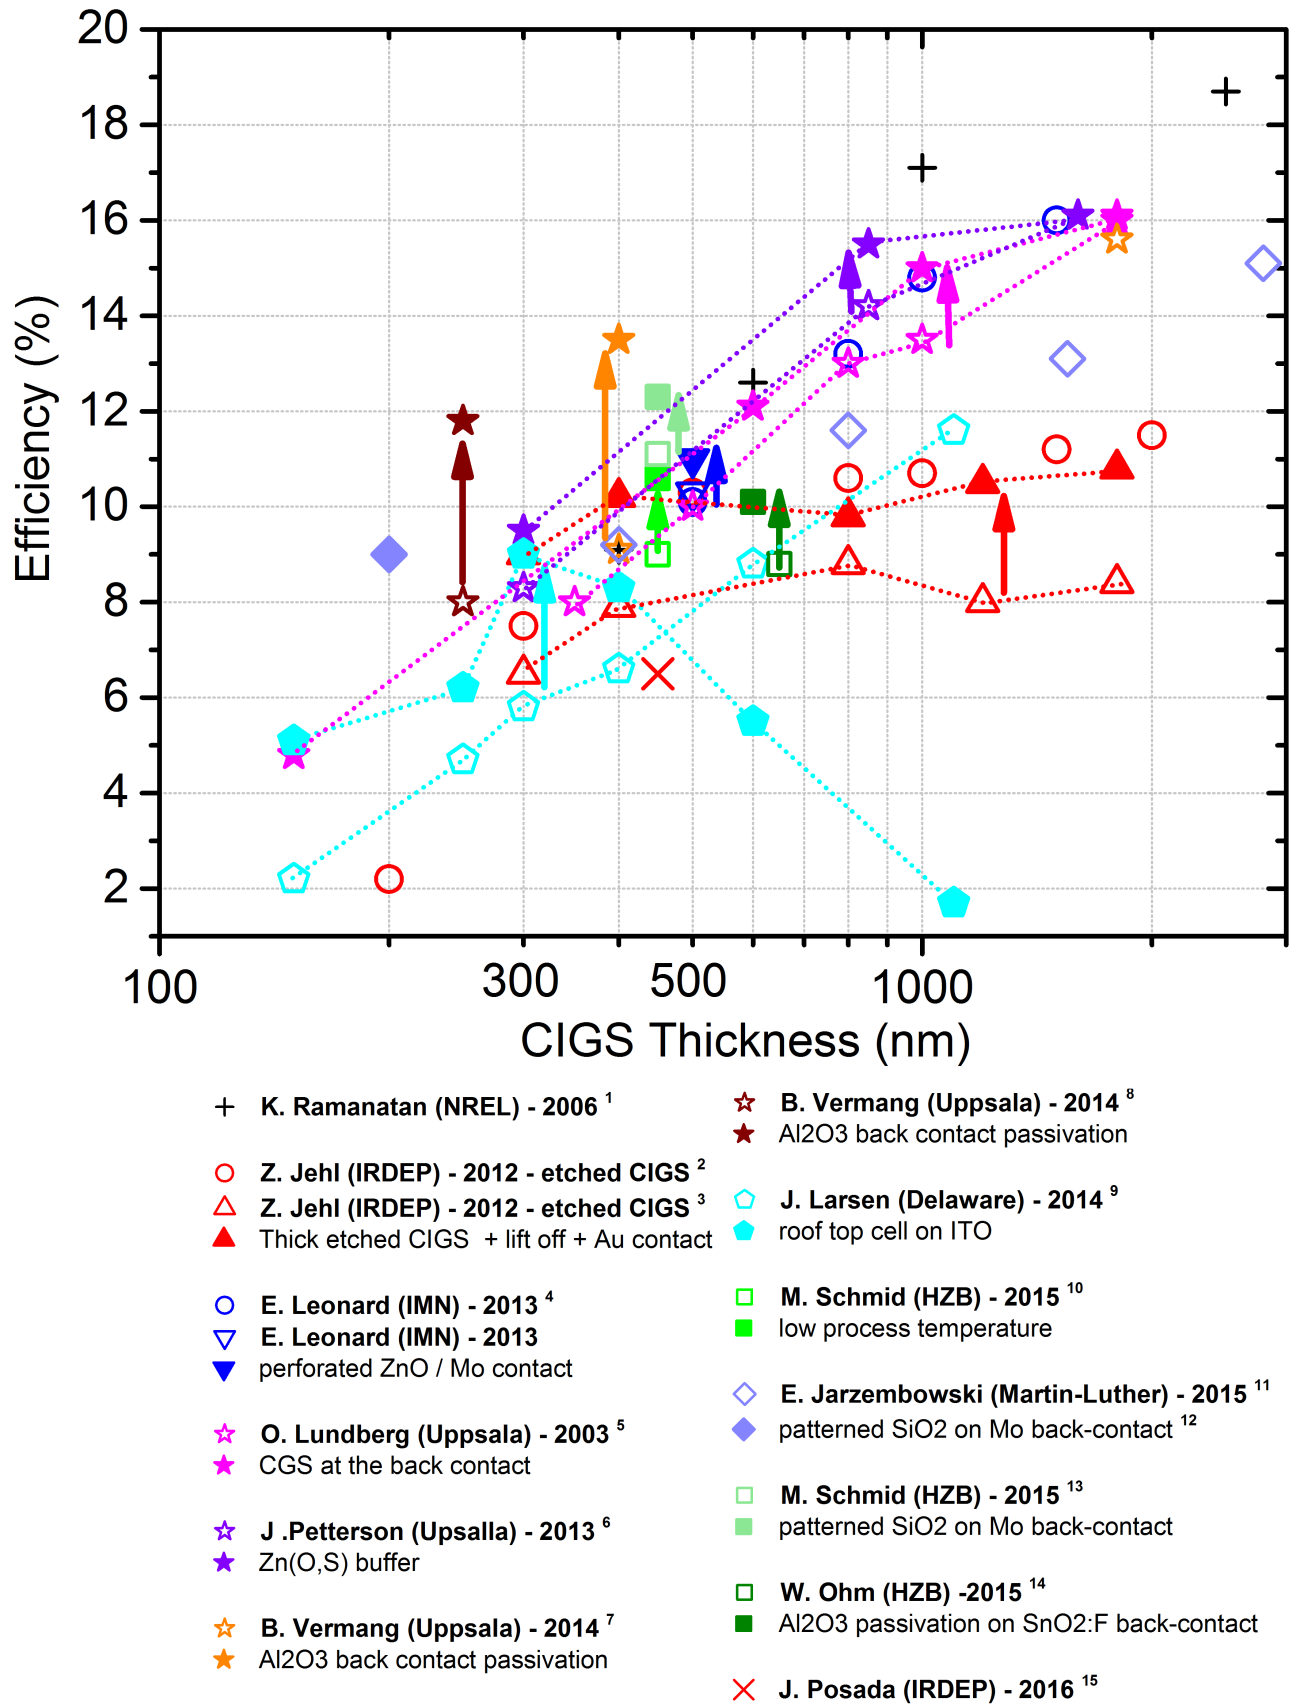 20
18
16
14
12
10
8
6
4
2
Efficiency (%)
100
300
500
1000
CIGS Thickness (nm)
K. Ramanatan (NREL) - 2006 1
Z. Jehl (IRDEP) - 2012 - etched CIGS 2
Z. Jehl (IRDEP) - 2012 - etched CIGS 3
Thick etched CIGS + lift off + Au contact
E. Leonard (IMN) - 2013 4
E. Leonard (IMN) - 2013
perforated ZnO / Mo contact
O. Lundberg (Uppsala) - 2003 5
CGS at the back contact
J .Petterson (Upsalla) - 2013 6
Zn(O,S) buffer
B. Vermang (Uppsala) - 2014 7
Al2O3 back contact passivation
B. Vermang (Uppsala) - 2014 8
Al2O3 back contact passivation
J. Larsen (Delaware) - 2014 9
roof top cell on ITO
M. Schmid (HZB) - 2015 10
low process temperature
E. Jarzembowski (Martin-Luther) - 2015 11
patterned SiO2 on Mo back-contact 12
M. Schmid (HZB) - 2015 13
patterned SiO2 on Mo back-contact
W. Ohm (HZB) -2015 14
Al2O3 passivation on SnO2:F back-contact
J. Posada (IRDEP) - 2016 15